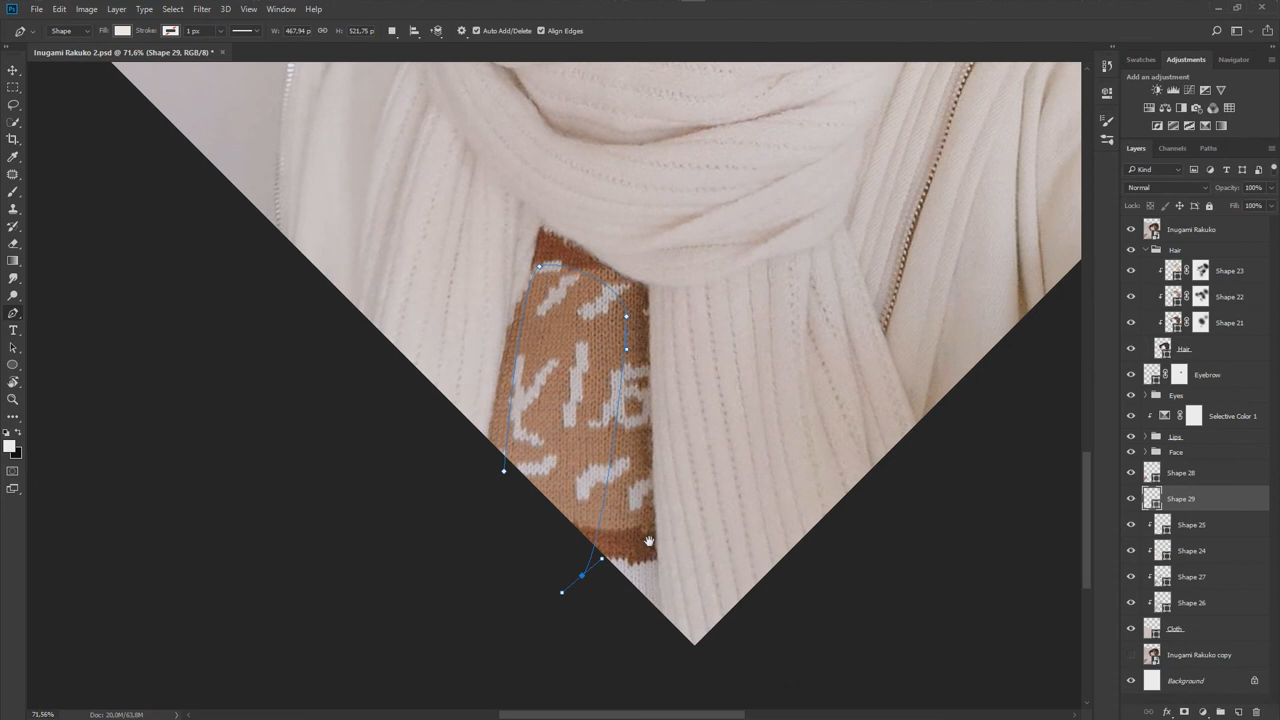 File Edit Image Layer Type Select Filter 3D View Window Help
Shape Fill: Stroke: 1 px W: 467,94 p H: 521,75 p Auto Add/Delete Align Edges
Inugami Rakuko 2.psd @ 71,6% (Shape 29, RGB/8) * ×
Swatches Adjustments Navigator
Add an adjustment
Layers Channels Paths
Kind
Normal Opacity: 100%
Lock: Fill: 100%
Inugami Rakuko
Hair
Shape 23
Shape 22
Shape 21
Hair
Eyebrow
Eyes
Selective Color 1
Lips
Face
Shape 28
Shape 29
Shape 25
Shape 24
Shape 27
Shape 26
Cloth
Inugami Rakuko copy
Background
71,56% Doc: 20,0M/63,8M